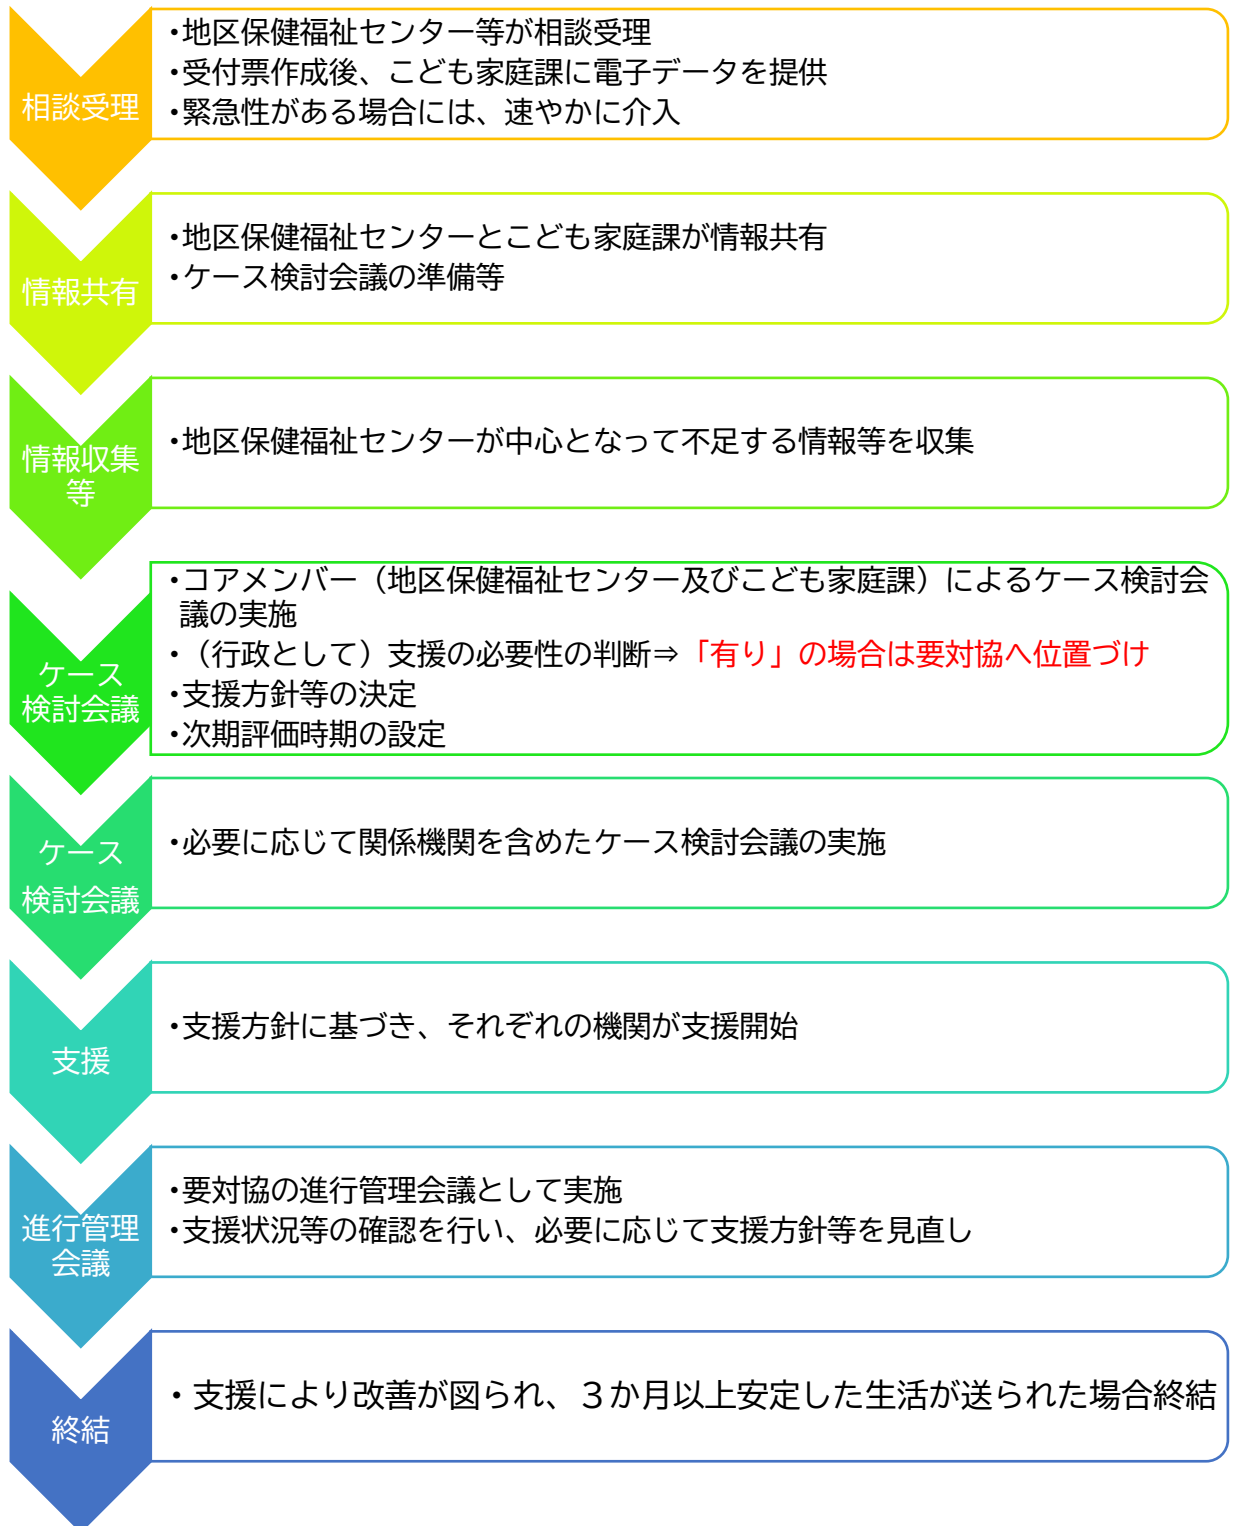 相談受理
・地区保健福祉センター等が相談受理
・受付票作成後、こども家庭課に電子データを提供
・緊急性がある場合には、速やかに介入
情報共有
・地区保健福祉センターとこども家庭課が情報共有
・ケース検討会議の準備等
情報収集
等
・地区保健福祉センターが中心となって不足する情報等を収集
ケース
検討会議
・コアメンバー（地区保健福祉センター及びこども家庭課）によるケース検討会
議の実施
・（行政として）支援の必要性の判断⇒「有り」の場合は要対協へ位置づけ
・支援方針等の決定
・次期評価時期の設定
ケース
検討会議
・必要に応じて関係機関を含めたケース検討会議の実施
支援
・支援方針に基づき、それぞれの機関が支援開始
進行管理
会議
・要対協の進行管理会議として実施
・支援状況等の確認を行い、必要に応じて支援方針等を見直し
終結
・支援により改善が図られ、３か月以上安定した生活が送られた場合終結